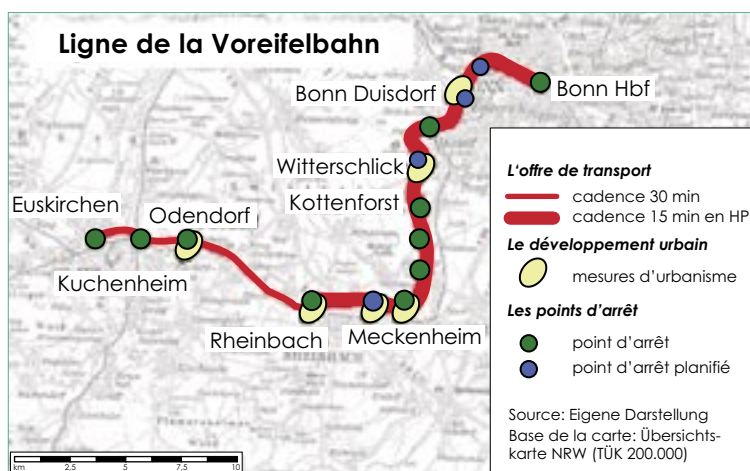 Ligne de la Voreifelbahn
Bonn Duisdorf
Bonn Hbf
Witterschlick
Kottenforst
Euskirchen
Odendorf
Kuchenheim
Rheinbach
Meckenheim
L'offre de transport
cadence 30 min
cadence 15 min en HP
Le développement urbain
mesures d'urbanisme
Les points d'arrêt
point d'arrêt
point d'arrêt planifié
Source: Eigene Darstellung
Base de la carte: Übersichts-
karte NRW (TÜK 200.000)
km 2,5 5 7,5 10